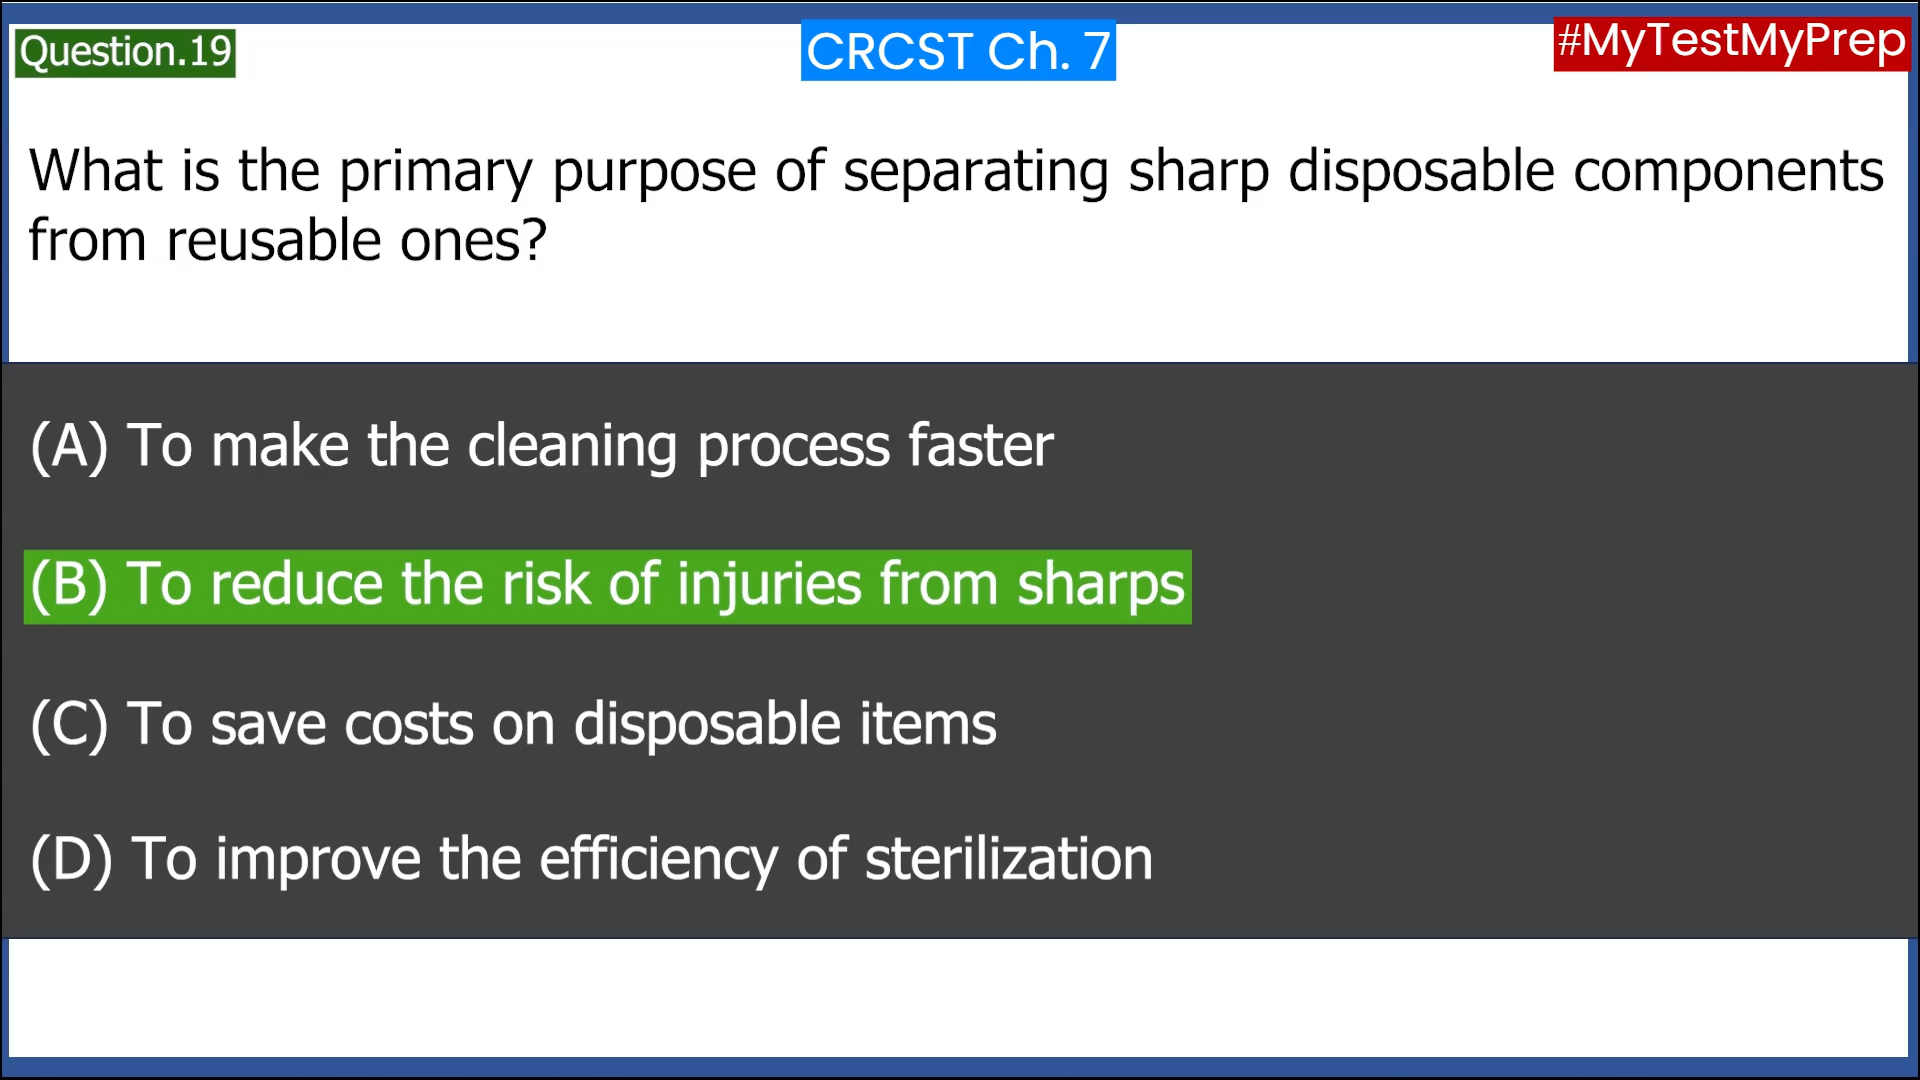 Question.19
CRCST Ch. 7
#MyTestMyPrep
What is the primary purpose of separating sharp disposable components
from reusable ones?
(A) To make the cleaning process faster
(B) To reduce the risk of injuries from sharps
(C) To save costs on disposable items
(D) To improve the efficiency of sterilization